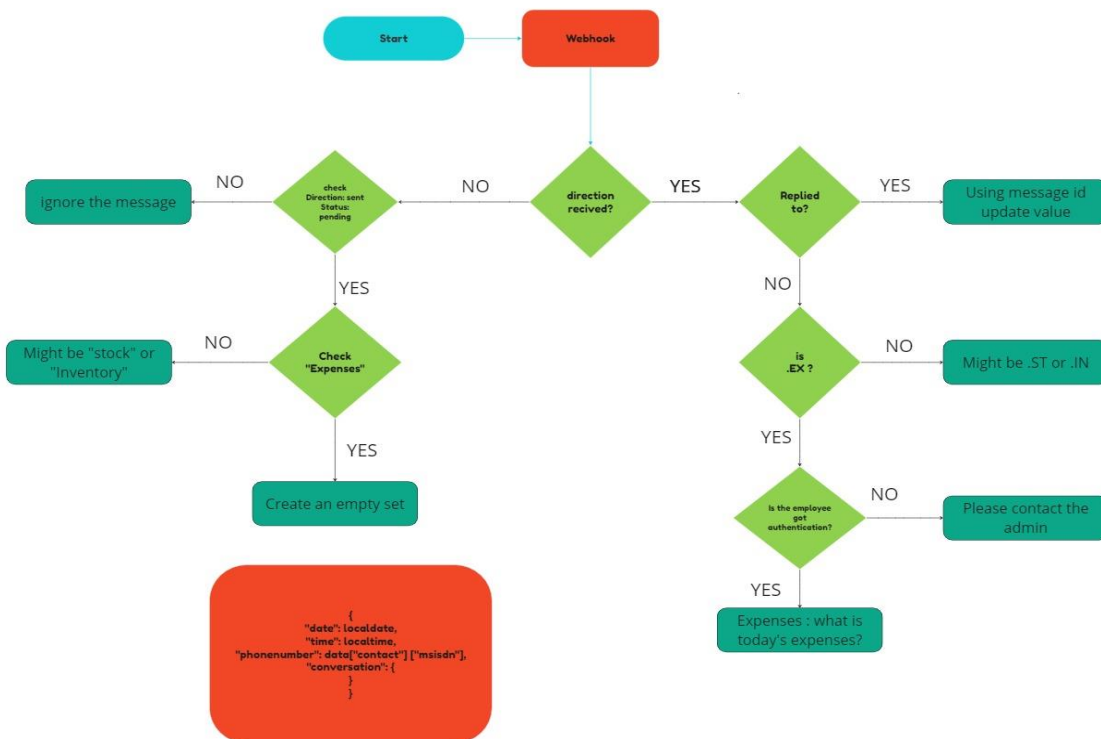 Start
Webhook
check
Direction: sent
Status:
pending
NO
ignore the message
NO
direction
recived?
YES
Replied
to?
YES
Using message id
update value
YES
NO
Check
"Expenses"
NO
Might be "stock" or
"Inventory"
is
.EX ?
NO
Might be .ST or .IN
YES
YES
Create an empty set
Is the employee
got
authentication?
NO
Please contact the
admin
YES
Expenses : what is
today's expenses?
{
"date": localdate,
"time": localtime,
"phonenumber": data["contact"] ["msisdn"],
"conversation": {
}
}